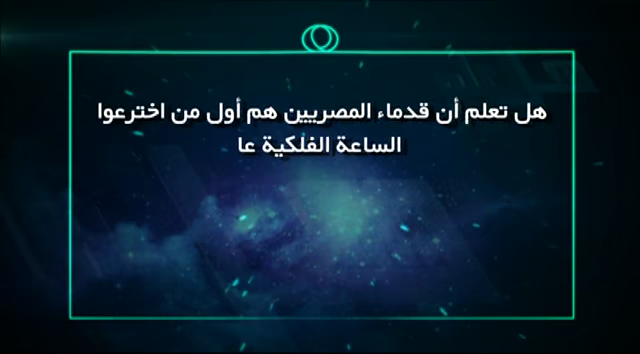 هل تعلم أن قدماء المصريين هم أول من اخترعوا
الساعة الفلكية عا